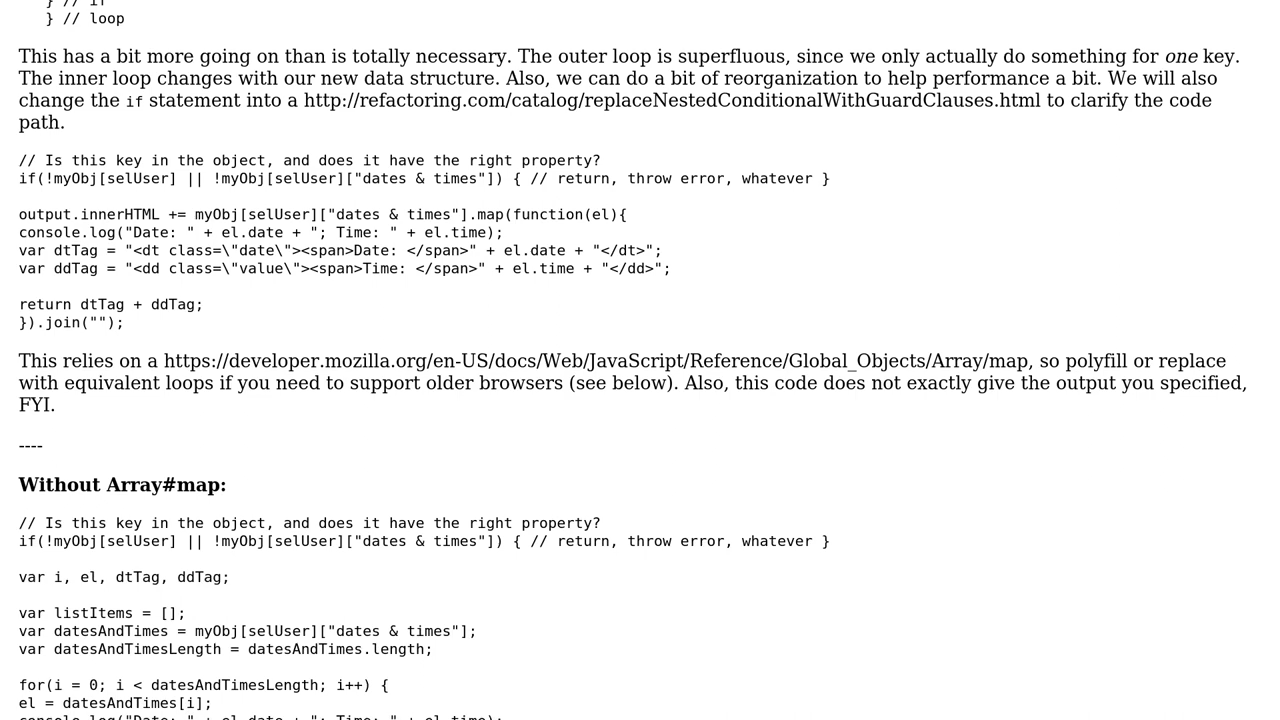 } // if
} // loop
This has a bit more going on than is totally necessary. The outer loop is superfluous, since we only actually do something for one key.
The inner loop changes with our new data structure. Also, we can do a bit of reorganization to help performance a bit. We will also
change the if statement into a http://refactoring.com/catalog/replaceNestedConditionalWithGuardClauses.html to clarify the code
path.
// Is this key in the object, and does it have the right property?
if(!myObj[selUser] || !myObj[selUser]["dates & times"]) { // return, throw error, whatever }
output.innerHTML += myObj[selUser]["dates & times"].map(function(el){
console.log("Date: " + el.date + "; Time: " + el.time);
var dtTag = "<dt class=\"date\"><span>Date: </span>" + el.date + "</dt>";
var ddTag = "<dd class=\"value\"><span>Time: </span>" + el.time + "</dd>";
return dtTag + ddTag;
}).join("");
This relies on a https://developer.mozilla.org/en-US/docs/Web/JavaScript/Reference/Global_Objects/Array/map, so polyfill or replace
with equivalent loops if you need to support older browsers (see below). Also, this code does not exactly give the output you specified,
FYI.
----
Without Array#map:
// Is this key in the object, and does it have the right property?
if(!myObj[selUser] || !myObj[selUser]["dates & times"]) { // return, throw error, whatever }
var i, el, dtTag, ddTag;
var listItems = [];
var datesAndTimes = myObj[selUser]["dates & times"];
var datesAndTimesLength = datesAndTimes.length;
for(i = 0; i < datesAndTimesLength; i++) {
el = datesAndTimes[i];
console.log("Date: " + el.date + "; Time: " + el.time);